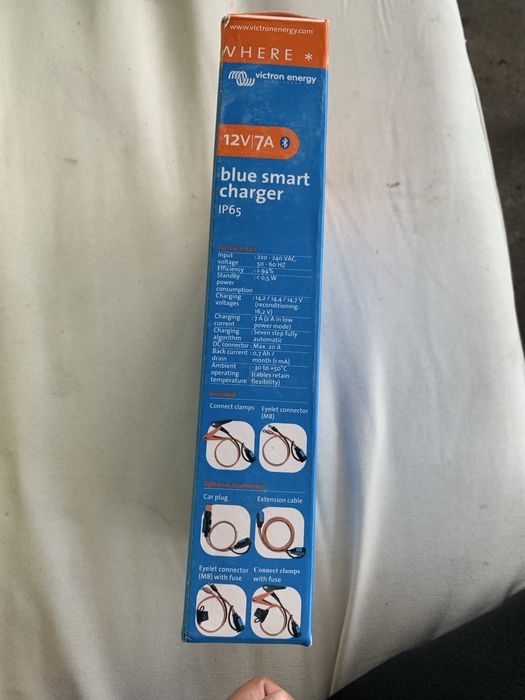 www.victronenergy.com
WHERE *
victron energy
12V|7A
blue smart
charger
IP65
Technical data
Input : 220 - 240 VAC,
voltage 50 - 60 HZ
Efficiency : ≥ 94%
Standby : < 0,5 W
power
consumption
Charging : 14,2 / 14,4 / 14,7 V
voltages (reconditioning:
16,2 V)
Charging : 7 A (2 A in low
current power mode)
Charging : Seven step fully
algorithm automatic
DC connector : Max. 20 A
Back current : 0,7 Ah /
drain month (1 mA)
Ambient : -30 to +50°C
operating (cables retain
temperature flexibility)
Included:
Connect clamps Eyelet connector
(M8)
Optional accessories:
Car plug Extension cable
Eyelet connector Connect clamps
(M8) with fuse with fuse